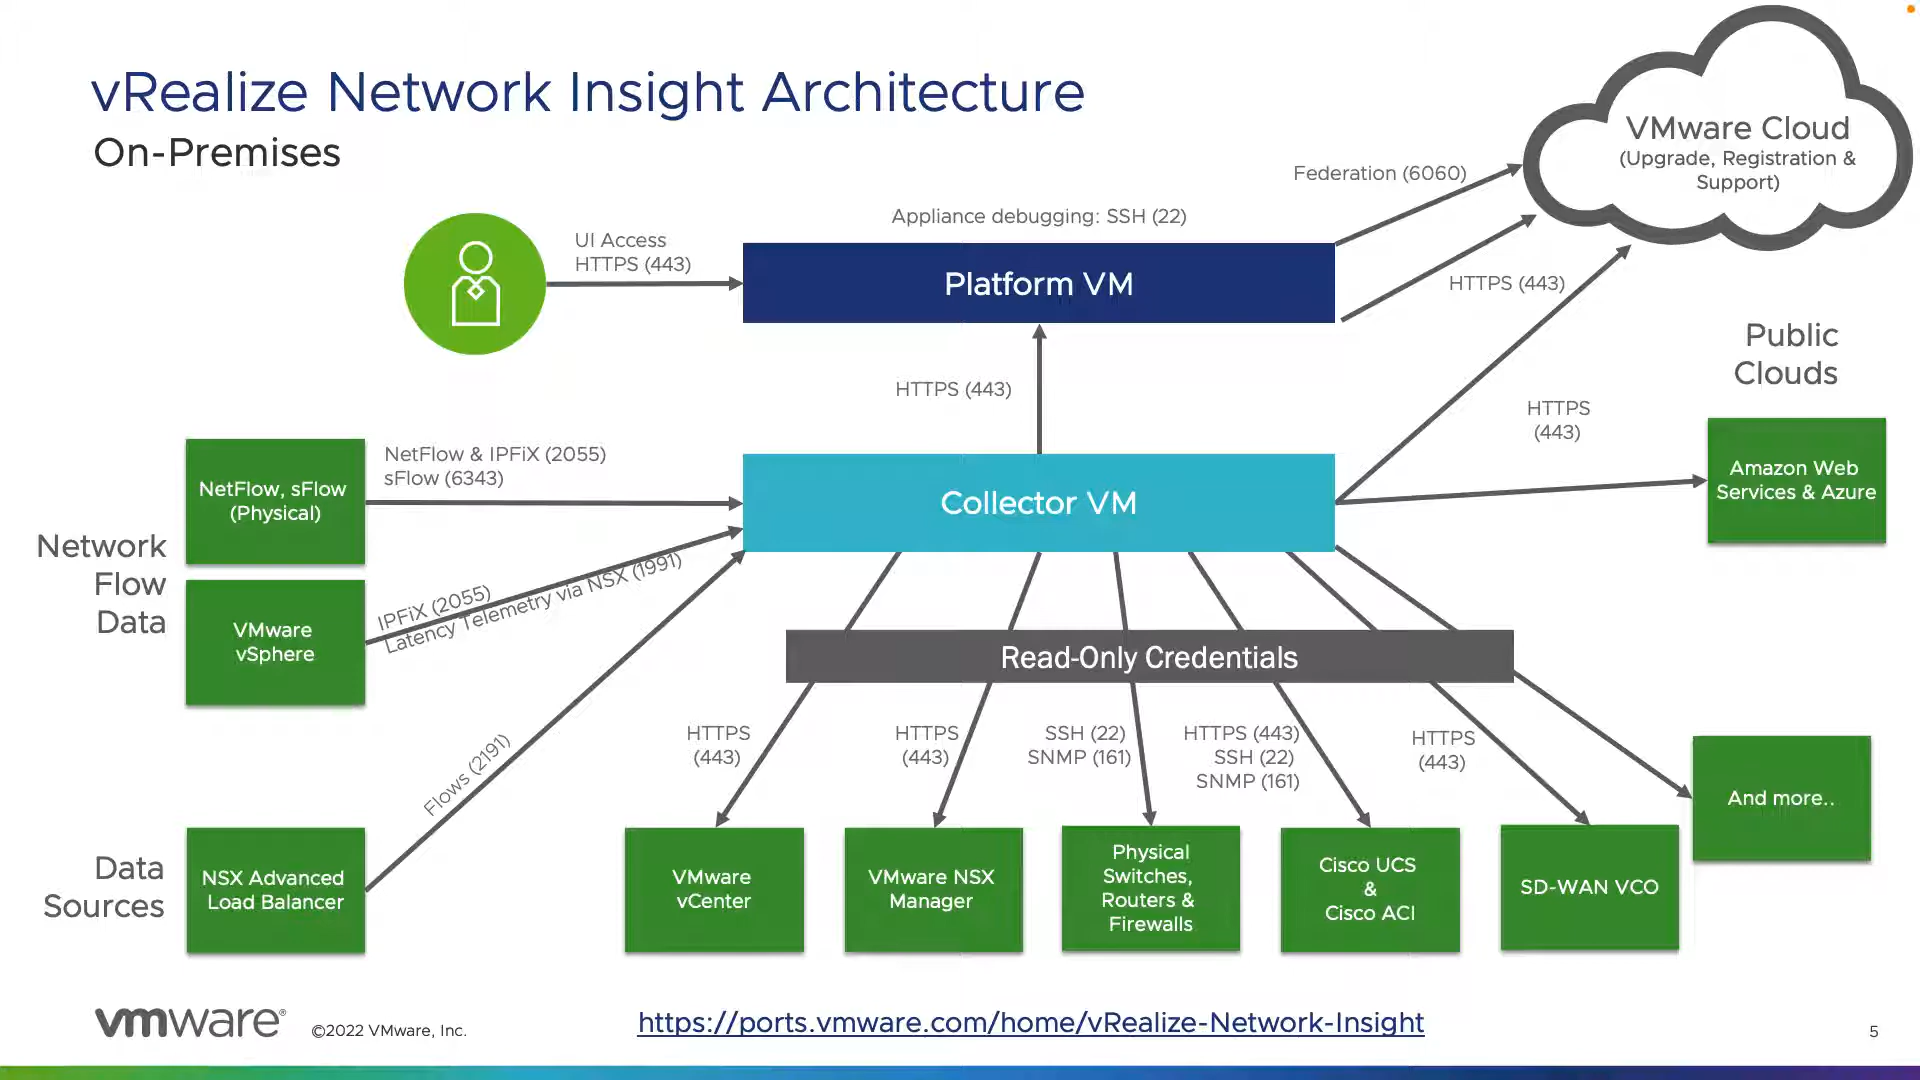 vRealize Network Insight Architecture
On-Premises
VMware Cloud
(Upgrade, Registration &
Support)
Federation (6060)
Appliance debugging: SSH (22)
UI Access
HTTPS (443)
Platform VM
HTTPS (443)
Public
Clouds
HTTPS (443)
HTTPS
(443)
NetFlow & IPFiX (2055)
sFlow (6343)
NetFlow, sFlow
(Physical)
Collector VM
Amazon Web
Services & Azure
Network
Flow
Data
VMware
vSphere
IPFiX (2055)
Latency Telemetry via NSX (1991)
Read-Only Credentials
Flows (2191)
HTTPS
(443)
HTTPS
(443)
SSH (22)
SNMP (161)
HTTPS (443)
SSH (22)
SNMP (161)
HTTPS
(443)
And more..
Data
Sources
NSX Advanced
Load Balancer
VMware
vCenter
VMware NSX
Manager
Physical
Switches,
Routers &
Firewalls
Cisco UCS
&
Cisco ACI
SD-WAN VCO
vmware®
©2022 VMware, Inc.
https://ports.vmware.com/home/vRealize-Network-Insight
5